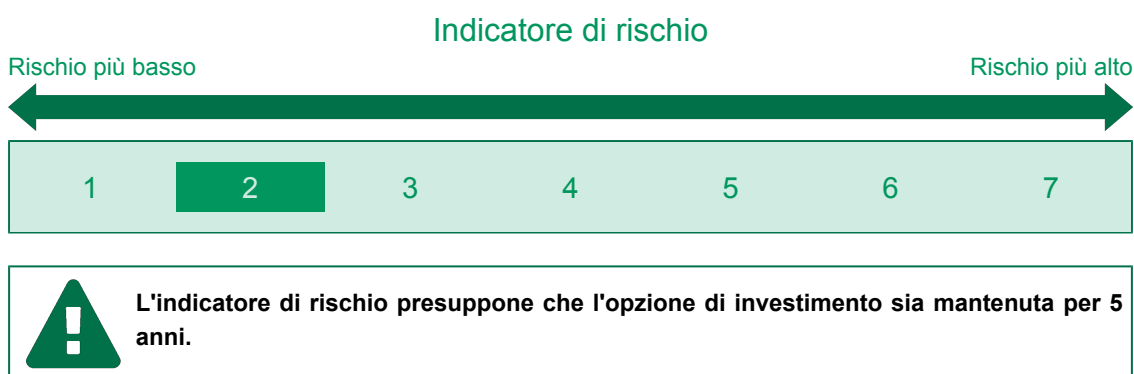 Indicatore di rischio
Rischio più basso Rischio più alto
1 2 3 4 5 6 7
L'indicatore di rischio presuppone che l'opzione di investimento sia mantenuta per 5
anni.